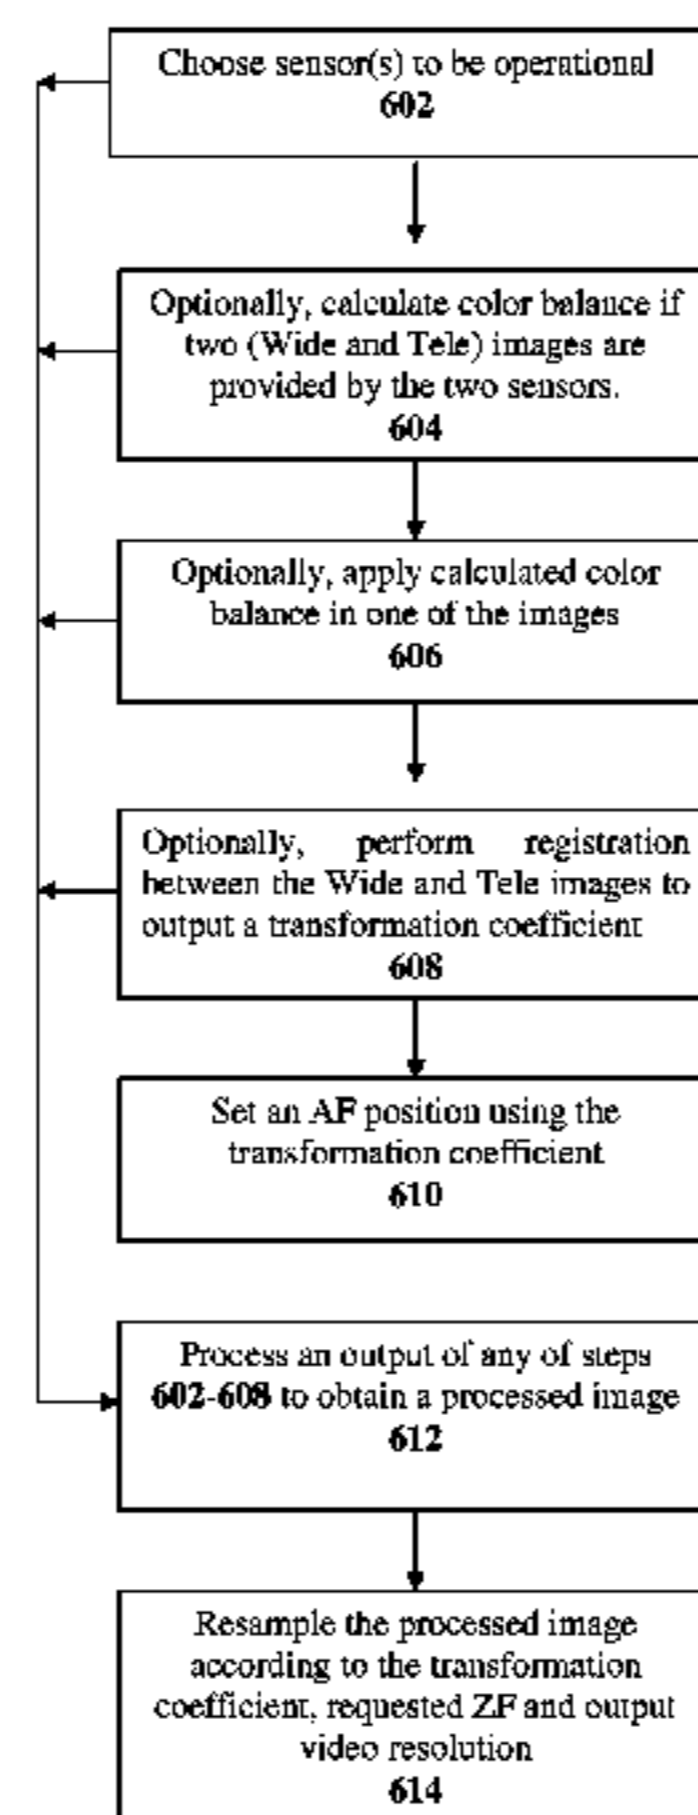 Choose sensor(s) to be operational
602
Optionally, calculate color balance if
two (Wide and Tele) images are
provided by the two sensors.
604
Optionally, apply calculated color
balance in one of the images
606
Optionally, perform registration
between the Wide and Tele images to
output a transformation coefficient
608
Set an AF position using the
transformation coefficient
610
Process an output of any of steps
602-608 to obtain a processed image
612
Resample the processed image
according to the transformation
coefficient, requested ZF and output
video resolution
614